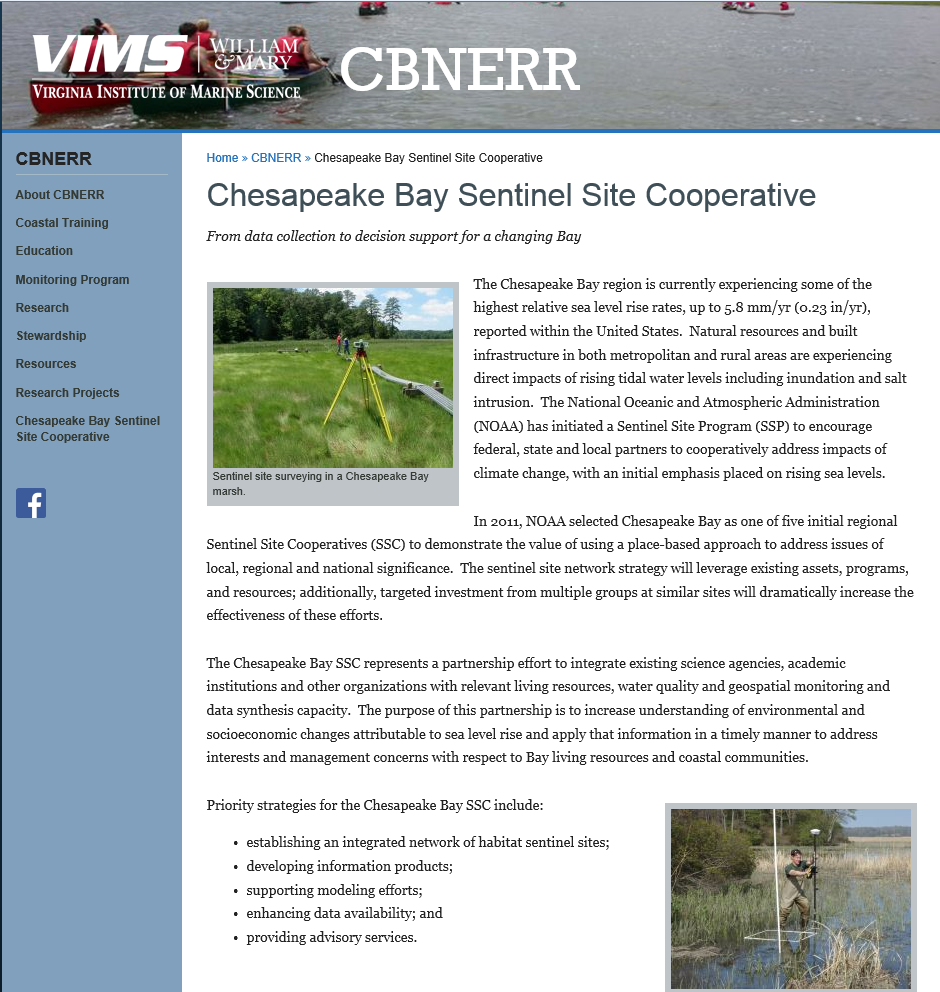 VIMS | WILLIAM & MARY
VIRGINIA INSTITUTE OF MARINE SCIENCE
CBNERR
CBNERR
About CBNERR
Coastal Training
Education
Monitoring Program
Research
Stewardship
Resources
Research Projects
Chesapeake Bay Sentinel
Site Cooperative
f
Home » CBNERR » Chesapeake Bay Sentinel Site Cooperative
Chesapeake Bay Sentinel Site Cooperative
From data collection to decision support for a changing Bay
Sentinel site surveying in a Chesapeake Bay
marsh.
The Chesapeake Bay region is currently experiencing some of the
highest relative sea level rise rates, up to 5.8 mm/yr (0.23 in/yr),
reported within the United States.  Natural resources and built
infrastructure in both metropolitan and rural areas are experiencing
direct impacts of rising tidal water levels including inundation and salt
intrusion.  The National Oceanic and Atmospheric Administration
(NOAA) has initiated a Sentinel Site Program (SSP) to encourage
federal, state and local partners to cooperatively address impacts of
climate change, with an initial emphasis placed on rising sea levels.
In 2011, NOAA selected Chesapeake Bay as one of five initial regional
Sentinel Site Cooperatives (SSC) to demonstrate the value of using a place-based approach to address issues of
local, regional and national significance.  The sentinel site network strategy will leverage existing assets, programs,
and resources; additionally, targeted investment from multiple groups at similar sites will dramatically increase the
effectiveness of these efforts.
The Chesapeake Bay SSC represents a partnership effort to integrate existing science agencies, academic
institutions and other organizations with relevant living resources, water quality and geospatial monitoring and
data synthesis capacity.  The purpose of this partnership is to increase understanding of environmental and
socioeconomic changes attributable to sea level rise and apply that information in a timely manner to address
interests and management concerns with respect to Bay living resources and coastal communities.
Priority strategies for the Chesapeake Bay SSC include:
• establishing an integrated network of habitat sentinel sites;
• developing information products;
• supporting modeling efforts;
• enhancing data availability; and
• providing advisory services.